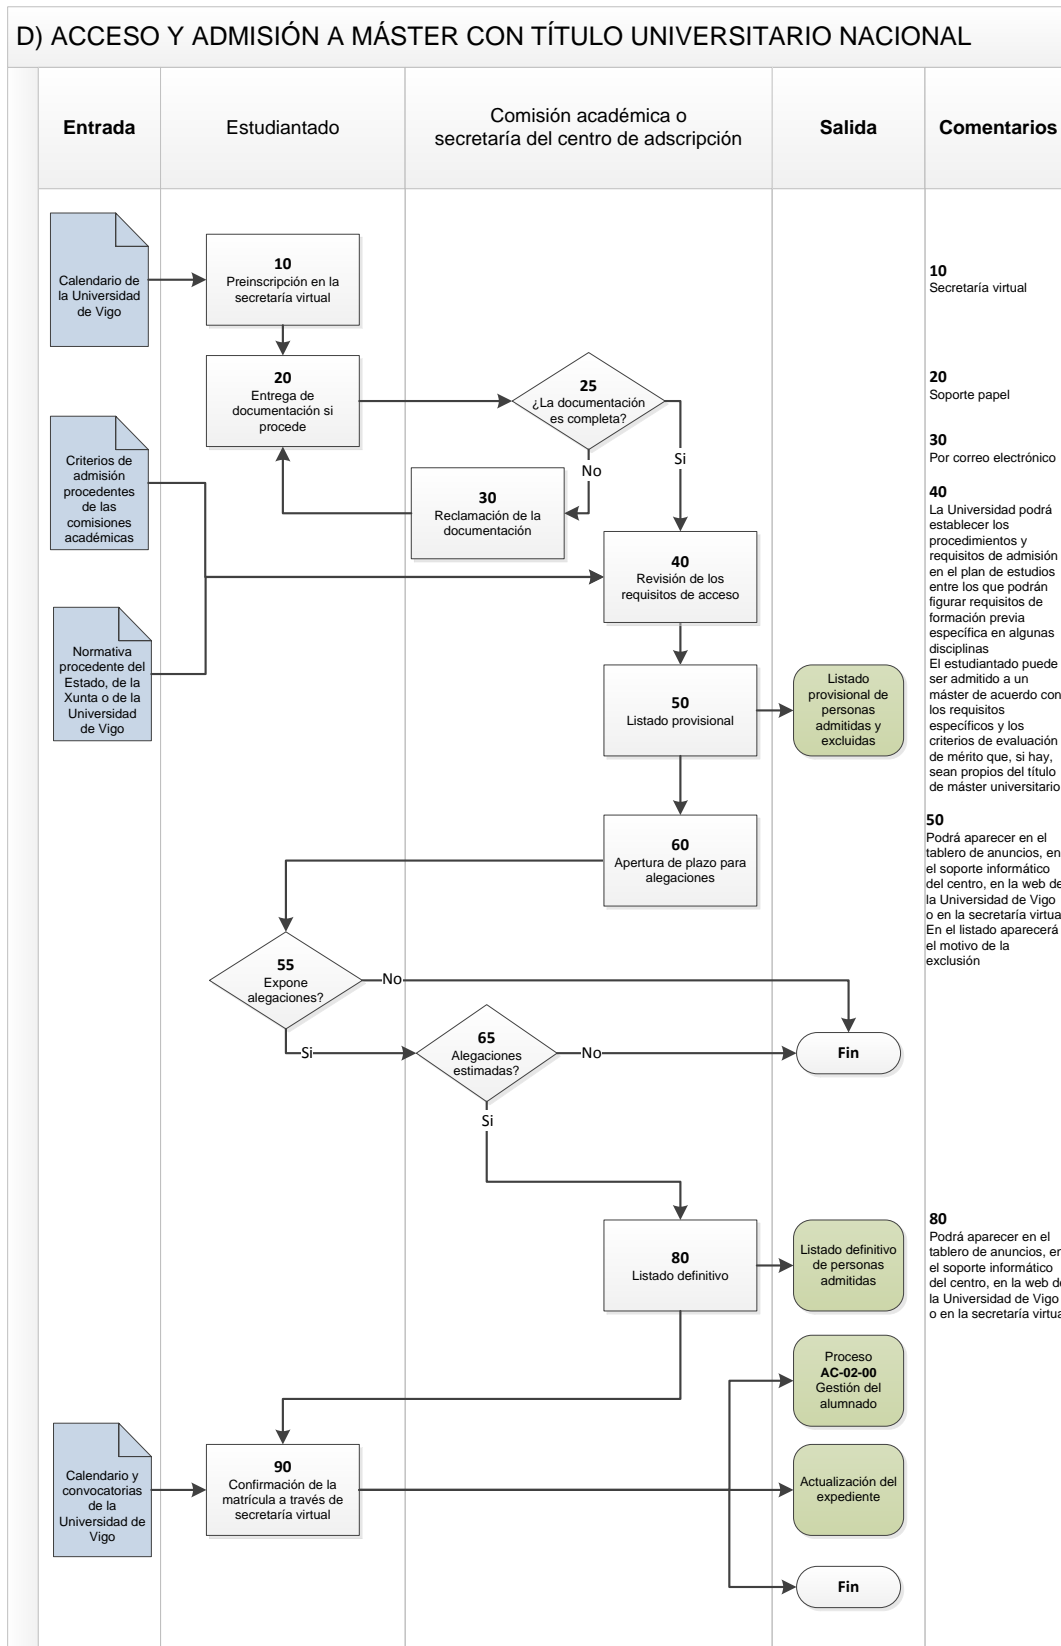 D) ACCESO Y ADMISIÓN A MÁSTER CON TÍTULO UNIVERSITARIO NACIONAL
Entrada
Estudiantado
Comisión académica o
secretaría del centro de adscripción
Salida
Comentarios
Calendario de
la Universidad
de Vigo
10
Preinscripción en la
secretaría virtual
10
Secretaría virtual
20
Entrega de
documentación si
procede
25
¿La documentación
es completa?
20
Soporte papel
No
Si
Criterios de
admisión
procedentes
de las
comisiones
académicas
30
Reclamación de la
documentación
30
Por correo electrónico
40
Revisión de los
requisitos de acceso
40
La Universidad podrá
establecer los
procedimientos y
requisitos de admisión
en el plan de estudios
entre los que podrán
figurar requisitos de
formación previa
específica en algunas
disciplinas
El estudiantado puede
ser admitido a un
máster de acuerdo con
los requisitos
específicos y los
criterios de evaluación
de mérito que, si hay,
sean propios del título
de máster universitario
Normativa
procedente del
Estado, de la
Xunta o de la
Universidad
de Vigo
50
Listado provisional
Listado
provisional de
personas
admitidas y
excluidas
60
Apertura de plazo para
alegaciones
50
Podrá aparecer en el
tablero de anuncios, en
el soporte informático
del centro, en la web de
la Universidad de Vigo
o en la secretaría virtua
En el listado aparecerá
el motivo de la
exclusión
55
Expone
alegaciones?
No
Si
65
Alegaciones
estimadas?
No
Fin
Si
80
Listado definitivo
Listado definitivo
de personas
admitidas
80
Podrá aparecer en el
tablero de anuncios, en
el soporte informático
del centro, en la web de
la Universidad de Vigo
o en la secretaría virtua
Proceso
AC-02-00
Gestión del
alumnado
Calendario y
convocatorias
de la
Universidad de
Vigo
90
Confirmación de la
matrícula a través de
secretaría virtual
Actualización del
expediente
Fin